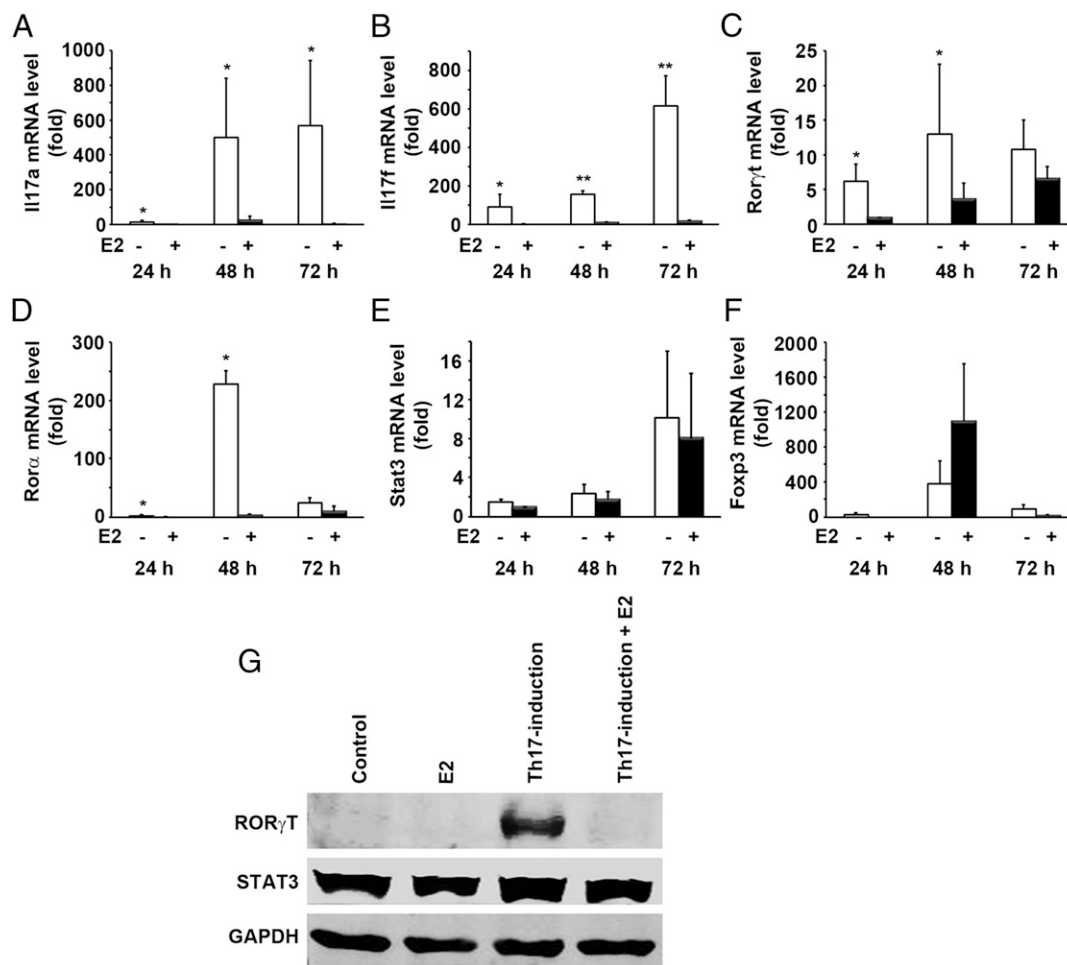 A
Il17a mRNA level
(fold)
1000
800
600
400
200
0
*
*
*
E2 - + - + - +
24 h 48 h 72 h
B
Il17f mRNA level
(fold)
800
600
400
200
100
0
*
**
**
E2 - + - + - +
24 h 48 h 72 h
C
Rorγt mRNA level
(fold)
25
20
15
10
5
0
*
*
E2 - + - + - +
24 h 48 h 72 h
D
Rorα mRNA level
(fold)
300
200
100
0
*
*
E2 - + - + - +
24 h 48 h 72 h
E
Stat3 mRNA level
(fold)
16
12
8
4
0
E2 - + - + - +
24 h 48 h 72 h
F
Foxp3 mRNA level
(fold)
2000
1600
1200
800
400
0
E2 - + - + - +
24 h 48 h 72 h
G
Control
E2
Th17-induction
Th17-induction + E2
RORγT
STAT3
GAPDH